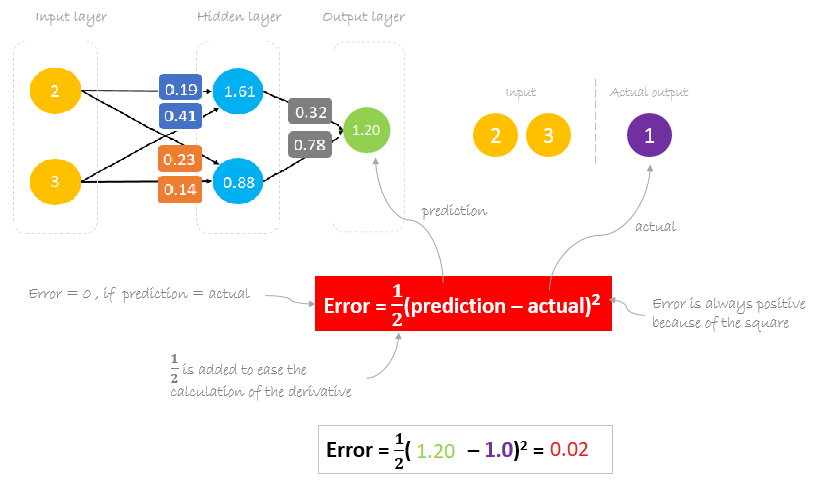 Input layer
Hidden layer
Output layer
Input
Actual output
2
0.19
1.61
0.41
0.32
1.20
0.78
2 3
1
0.23
3
0.14
0.88
prediction
actual
Error = 0 , if prediction = actual
Error = 1/2(prediction – actual)²
Error is always positive
because of the square
1/2 is added to ease the
calculation of the derivative
Error = 1/2( 1.20 – 1.0)² = 0.02